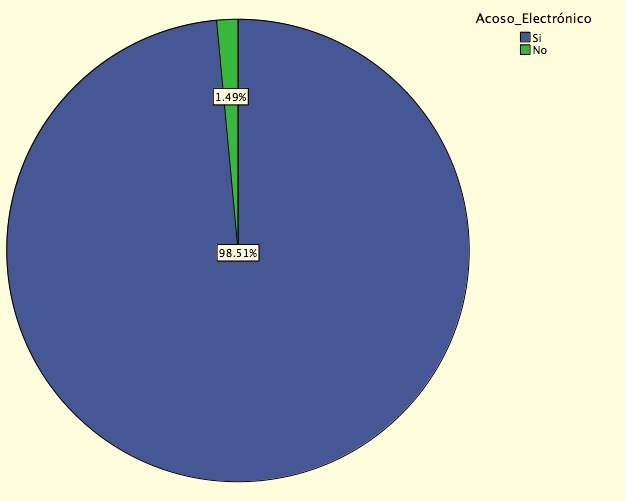 Acoso_Electrónico
Si
No
1.49%
98.51%